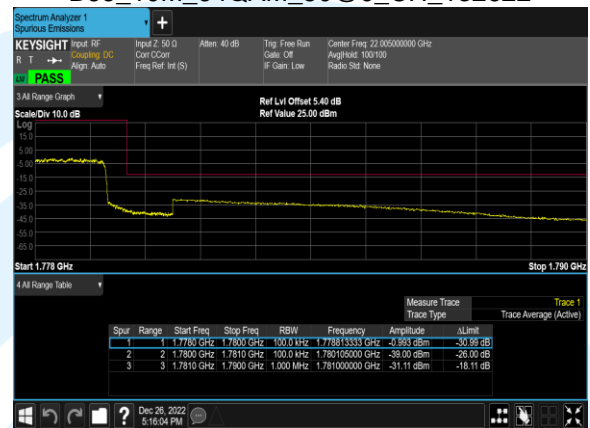 Spectrum Analyzer 1
Spurious Emissions
KEYSIGHT Input: RF
R T Coupling: DC
Align: Auto
Input Z: 50 Ω
Corr CCorr
Freq Ref: Int (S)
Atten: 40 dB
Trig: Free Run
Gate: Off
IF Gain: Low
Center Freq: 22.005000000 GHz
Avg|Hold: 100/100
Radio Std: None
PASS
3 All Range Graph
Ref Lvl Offset 5.40 dB
Scale/Div 10.0 dB Ref Value 25.00 dBm
Log
15.0
5.00
-5.00
-15.0
-25.0
-35.0
-45.0
-55.0
-65.0
Start 1.778 GHz Stop 1.790 GHz
4 All Range Table
Measure Trace Trace 1
Trace Type Trace Average (Active)
Spur Range Start Freq Stop Freq RBW Frequency Amplitude ΔLimit
1 1 1.7780 GHz 1.7800 GHz 100.0 kHz 1.778813333 GHz -0.993 dBm -30.99 dB
2 2 1.7800 GHz 1.7810 GHz 100.0 kHz 1.780105000 GHz -39.00 dBm -26.00 dB
3 3 1.7810 GHz 1.7900 GHz 1.000 MHz 1.781000000 GHz -31.11 dBm -18.11 dB
?
Dec 26, 2022
5:16:04 PM